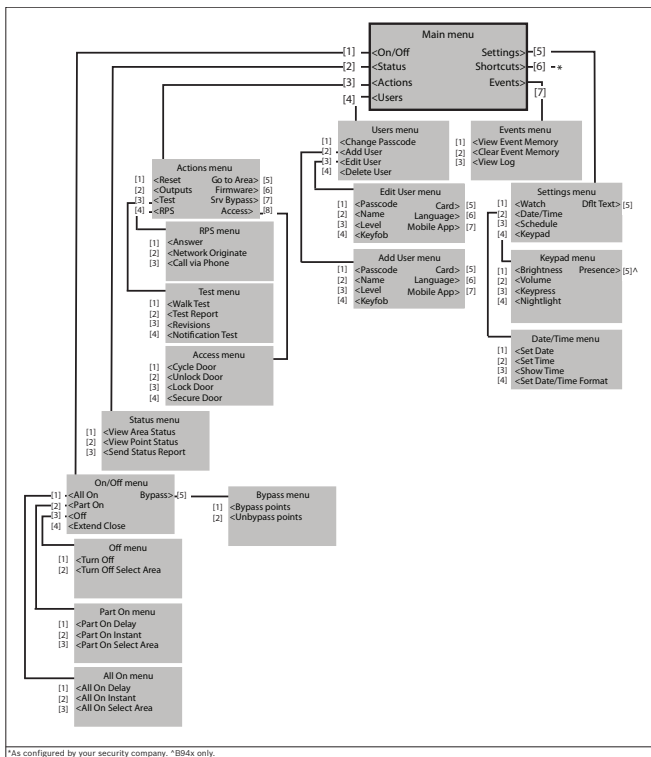 Main menu
[1] <On/Off Settings> [5]
[2] <Status Shortcuts> [6] *
[3] <Actions Events> [7]
[4] <Users
Users menu
[1] <Change Passcode
[2] <Add User
[3] <Edit User
[4] <Delete User
Events menu
[1] <View Event Memory
[2] <Clear Event Memory
[3] <View Log
Actions menu
[1] <Reset Go to Area> [5]
[2] <Outputs Firmware> [6]
[3] <Test Srv Bypass> [7]
[4] <RPS Access> [8]
Edit User menu
[1] <Passcode Card> [5]
[2] <Name Language> [6]
[3] <Level Mobile App> [7]
[4] <Keyfob
Settings menu
[1] <Watch Dflt Text> [5]
[2] <Date/Time
[3] <Schedule
[4] <Keypad
RPS menu
[1] <Answer
[2] <Network Originate
[3] <Call via Phone
Add User menu
[1] <Passcode Card> [5]
[2] <Name Language> [6]
[3] <Level Mobile App> [7]
[4] <Keyfob
Keypad menu
[1] <Brightness Presence> [5]^
[2] <Volume
[3] <Keypress
[4] <Nightlight
Test menu
[1] <Walk Test
[2] <Test Report
[3] <Revisions
[4] <Notification Test
Date/Time menu
[1] <Set Date
[2] <Set Time
[3] <Show Time
[4] <Set Date/Time Format
Access menu
[1] <Cycle Door
[2] <Unlock Door
[3] <Lock Door
[4] <Secure Door
Status menu
[1] <View Area Status
[2] <View Point Status
[3] <Send Status Report
On/Off menu
[1] <All On Bypass> [5]
[2] <Part On
[3] <Off
[4] <Extend Close
Bypass menu
[1] <Bypass points
[2] <Unbypass points
Off menu
[1] <Turn Off
[2] <Turn Off Select Area
Part On menu
[1] <Part On Delay
[2] <Part On Instant
[3] <Part On Select Area
All On menu
[1] <All On Delay
[2] <All On Instant
[3] <All On Select Area
*As configured by your security company. ^B94x only.